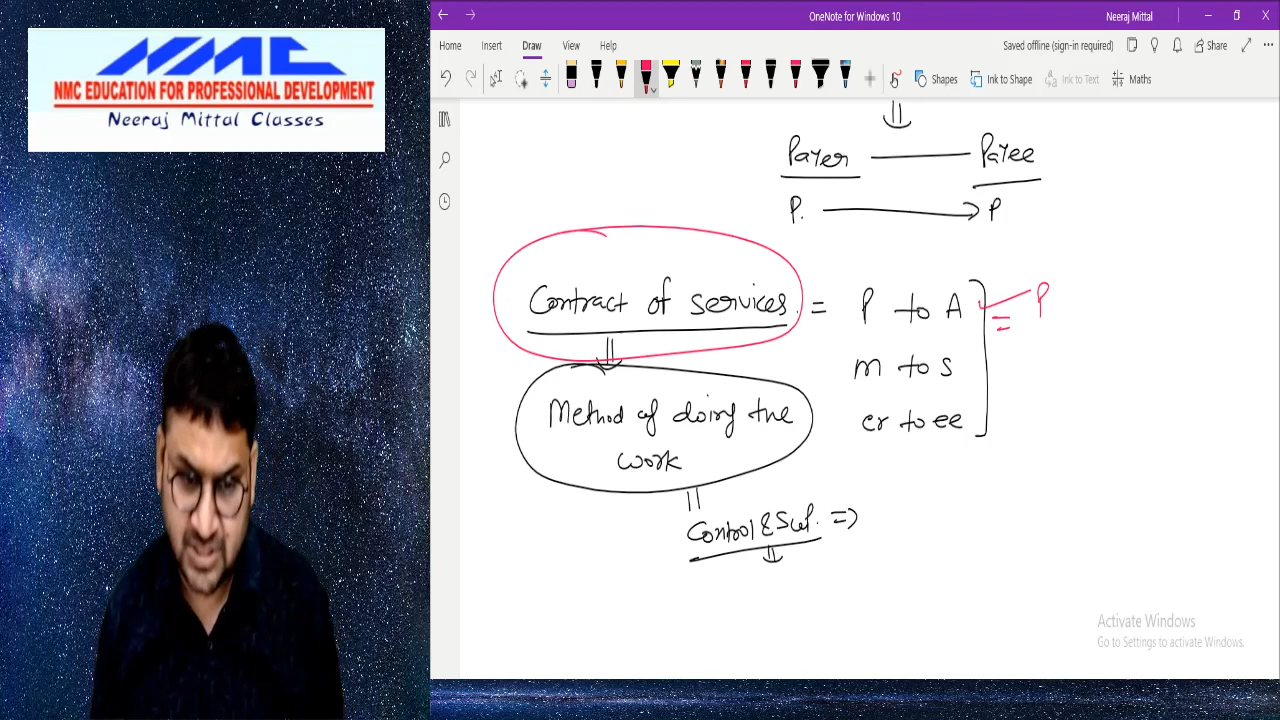 NMC
NMC EDUCATION FOR PROFESSIONAL DEVELOPMENT
Neeraj Mittal Classes
OneNote for Windows 10
Neeraj Mittal
Home Insert Draw View Help
Saved offline (sign-in required)
Share
Shapes
Ink to Shape
Ink to Text
Maths
Payer Payee
P. P
Contract of services = P to A P
m to s
er to ee
Method of doing the
work
Control & Sup. =>
Activate Windows
Go to Settings to activate Windows.